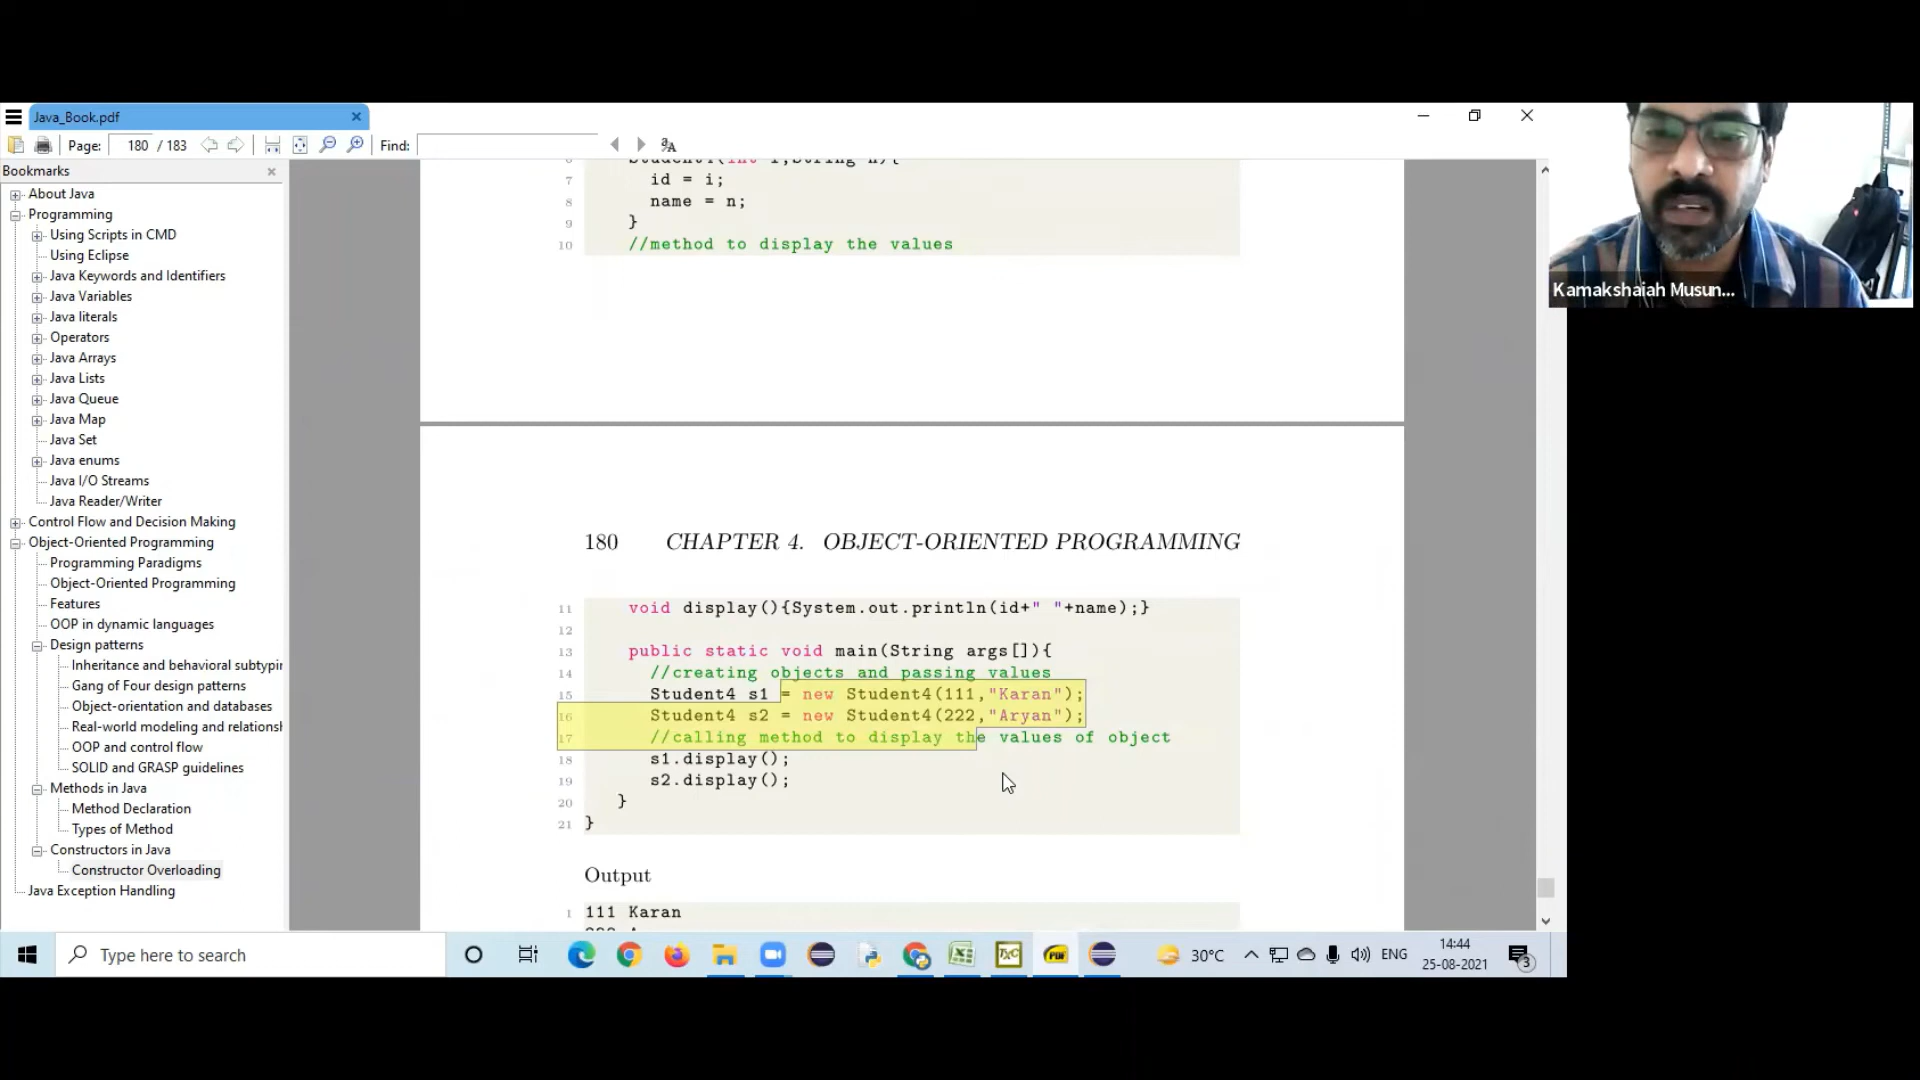 Java_Book.pdf
Page: 180 / 183 Find:
Bookmarks
About Java
Programming
Using Scripts in CMD
Using Eclipse
Java Keywords and Identifiers
Java Variables
Java literals
Operators
Java Arrays
Java Lists
Java Queue
Java Map
Java Set
Java enums
Java I/O Streams
Java Reader/Writer
Control Flow and Decision Making
Object-Oriented Programming
Programming Paradigms
Object-Oriented Programming
Features
OOP in dynamic languages
Design patterns
Inheritance and behavioral subtypin
Gang of Four design patterns
Object-orientation and databases
Real-world modeling and relationsh
OOP and control flow
SOLID and GRASP guidelines
Methods in Java
Method Declaration
Types of Method
Constructors in Java
Constructor Overloading
Java Exception Handling
7 id = i;
8 name = n;
9 }
10 //method to display the values
180 CHAPTER 4. OBJECT-ORIENTED PROGRAMMING
11 void display(){System.out.println(id+" "+name);}
12
13 public static void main(String args[]){
14 //creating objects and passing values
15 Student4 s1 = new Student4(111,"Karan");
16 Student4 s2 = new Student4(222,"Aryan");
17 //calling method to display the values of object
18 s1.display();
19 s2.display();
20 }
21 }
Output
1 111 Karan
Kamakshaiah Musun...
Type here to search
30°C
ENG
14:44
25-08-2021
3